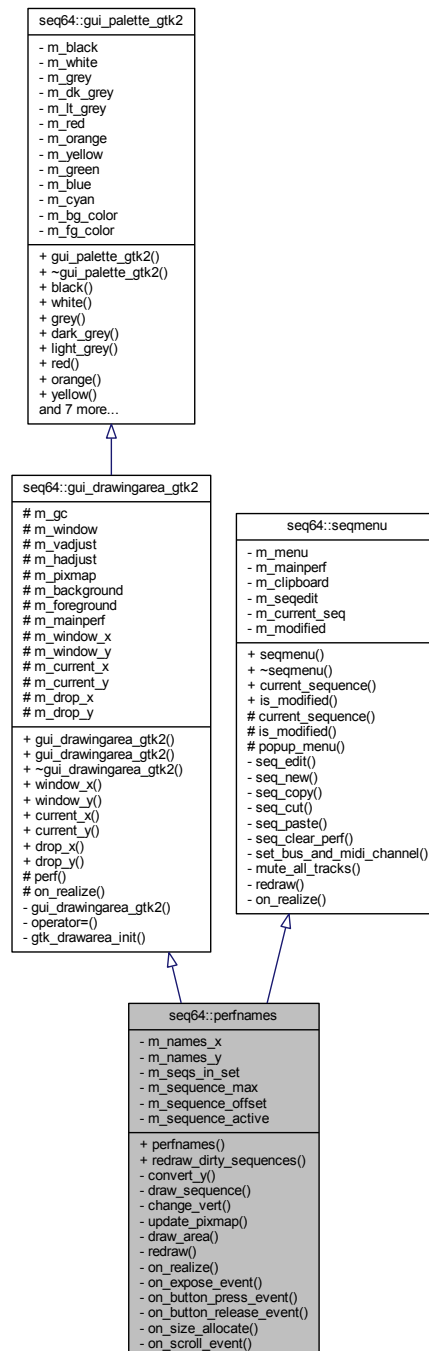 seq64::gui_palette_gtk2
- m_black
- m_white
- m_grey
- m_dk_grey
- m_lt_grey
- m_red
- m_orange
- m_yellow
- m_green
- m_blue
- m_cyan
- m_bg_color
- m_fg_color
+ gui_palette_gtk2()
+ ~gui_palette_gtk2()
+ black()
+ white()
+ grey()
+ dark_grey()
+ light_grey()
+ red()
+ orange()
+ yellow()
and 7 more...
seq64::gui_drawingarea_gtk2
# m_gc
# m_window
# m_vadjust
# m_hadjust
# m_pixmap
# m_background
# m_foreground
# m_mainperf
# m_window_x
# m_window_y
# m_current_x
# m_current_y
# m_drop_x
# m_drop_y
+ gui_drawingarea_gtk2()
+ gui_drawingarea_gtk2()
+ ~gui_drawingarea_gtk2()
+ window_x()
+ window_y()
+ current_x()
+ current_y()
+ drop_x()
+ drop_y()
# perf()
# on_realize()
- gui_drawingarea_gtk2()
- operator=()
- gtk_drawarea_init()
seq64::seqmenu
- m_menu
- m_mainperf
- m_clipboard
- m_seqedit
- m_current_seq
- m_modified
+ seqmenu()
+ ~seqmenu()
+ current_sequence()
+ is_modified()
# current_sequence()
# is_modified()
# popup_menu()
- seq_edit()
- seq_new()
- seq_copy()
- seq_cut()
- seq_paste()
- seq_clear_perf()
- set_bus_and_midi_channel()
- mute_all_tracks()
- redraw()
- on_realize()
seq64::perfnames
- m_names_x
- m_names_y
- m_seqs_in_set
- m_sequence_max
- m_sequence_offset
- m_sequence_active
+ perfnames()
+ redraw_dirty_sequences()
- convert_y()
- draw_sequence()
- change_vert()
- update_pixmap()
- draw_area()
- redraw()
- on_realize()
- on_expose_event()
- on_button_press_event()
- on_button_release_event()
- on_size_allocate()
- on_scroll_event()